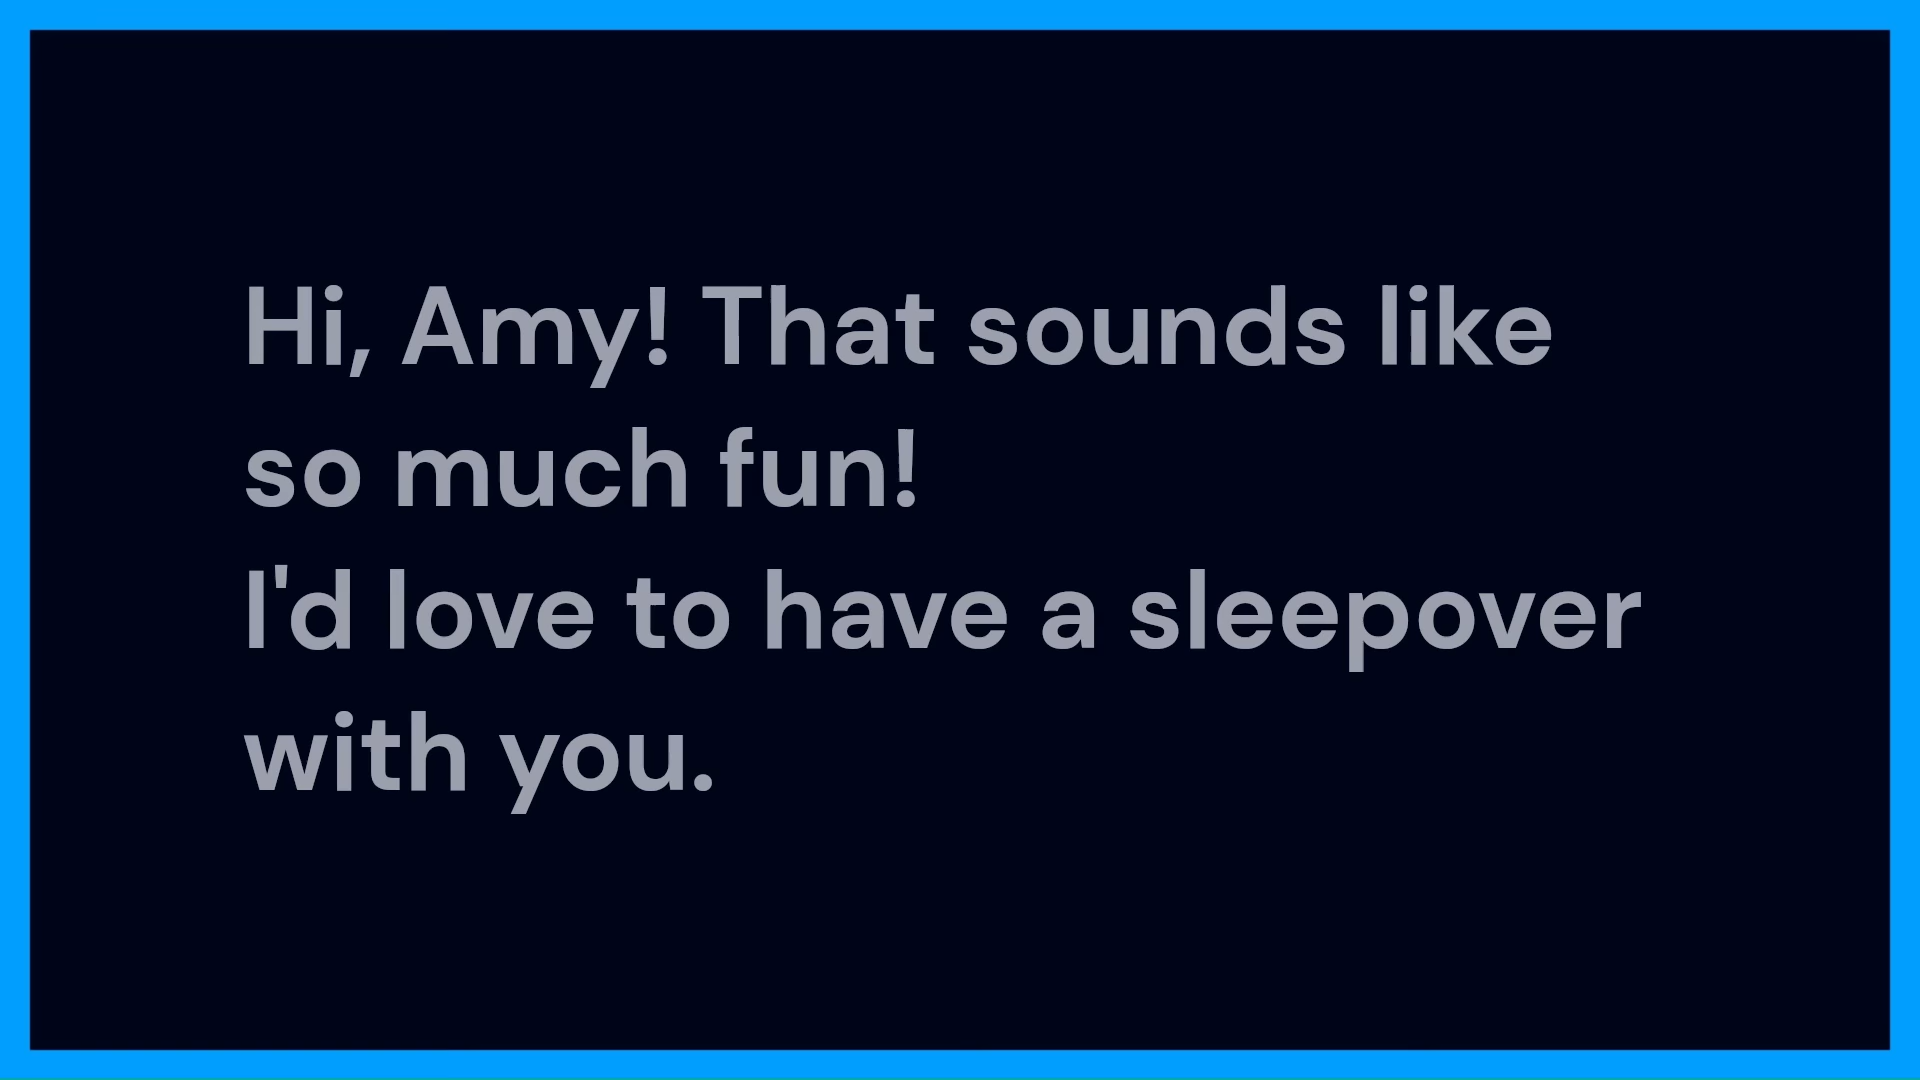 Hi, Amy! That sounds like
so much fun!
I'd love to have a sleepover
with you.